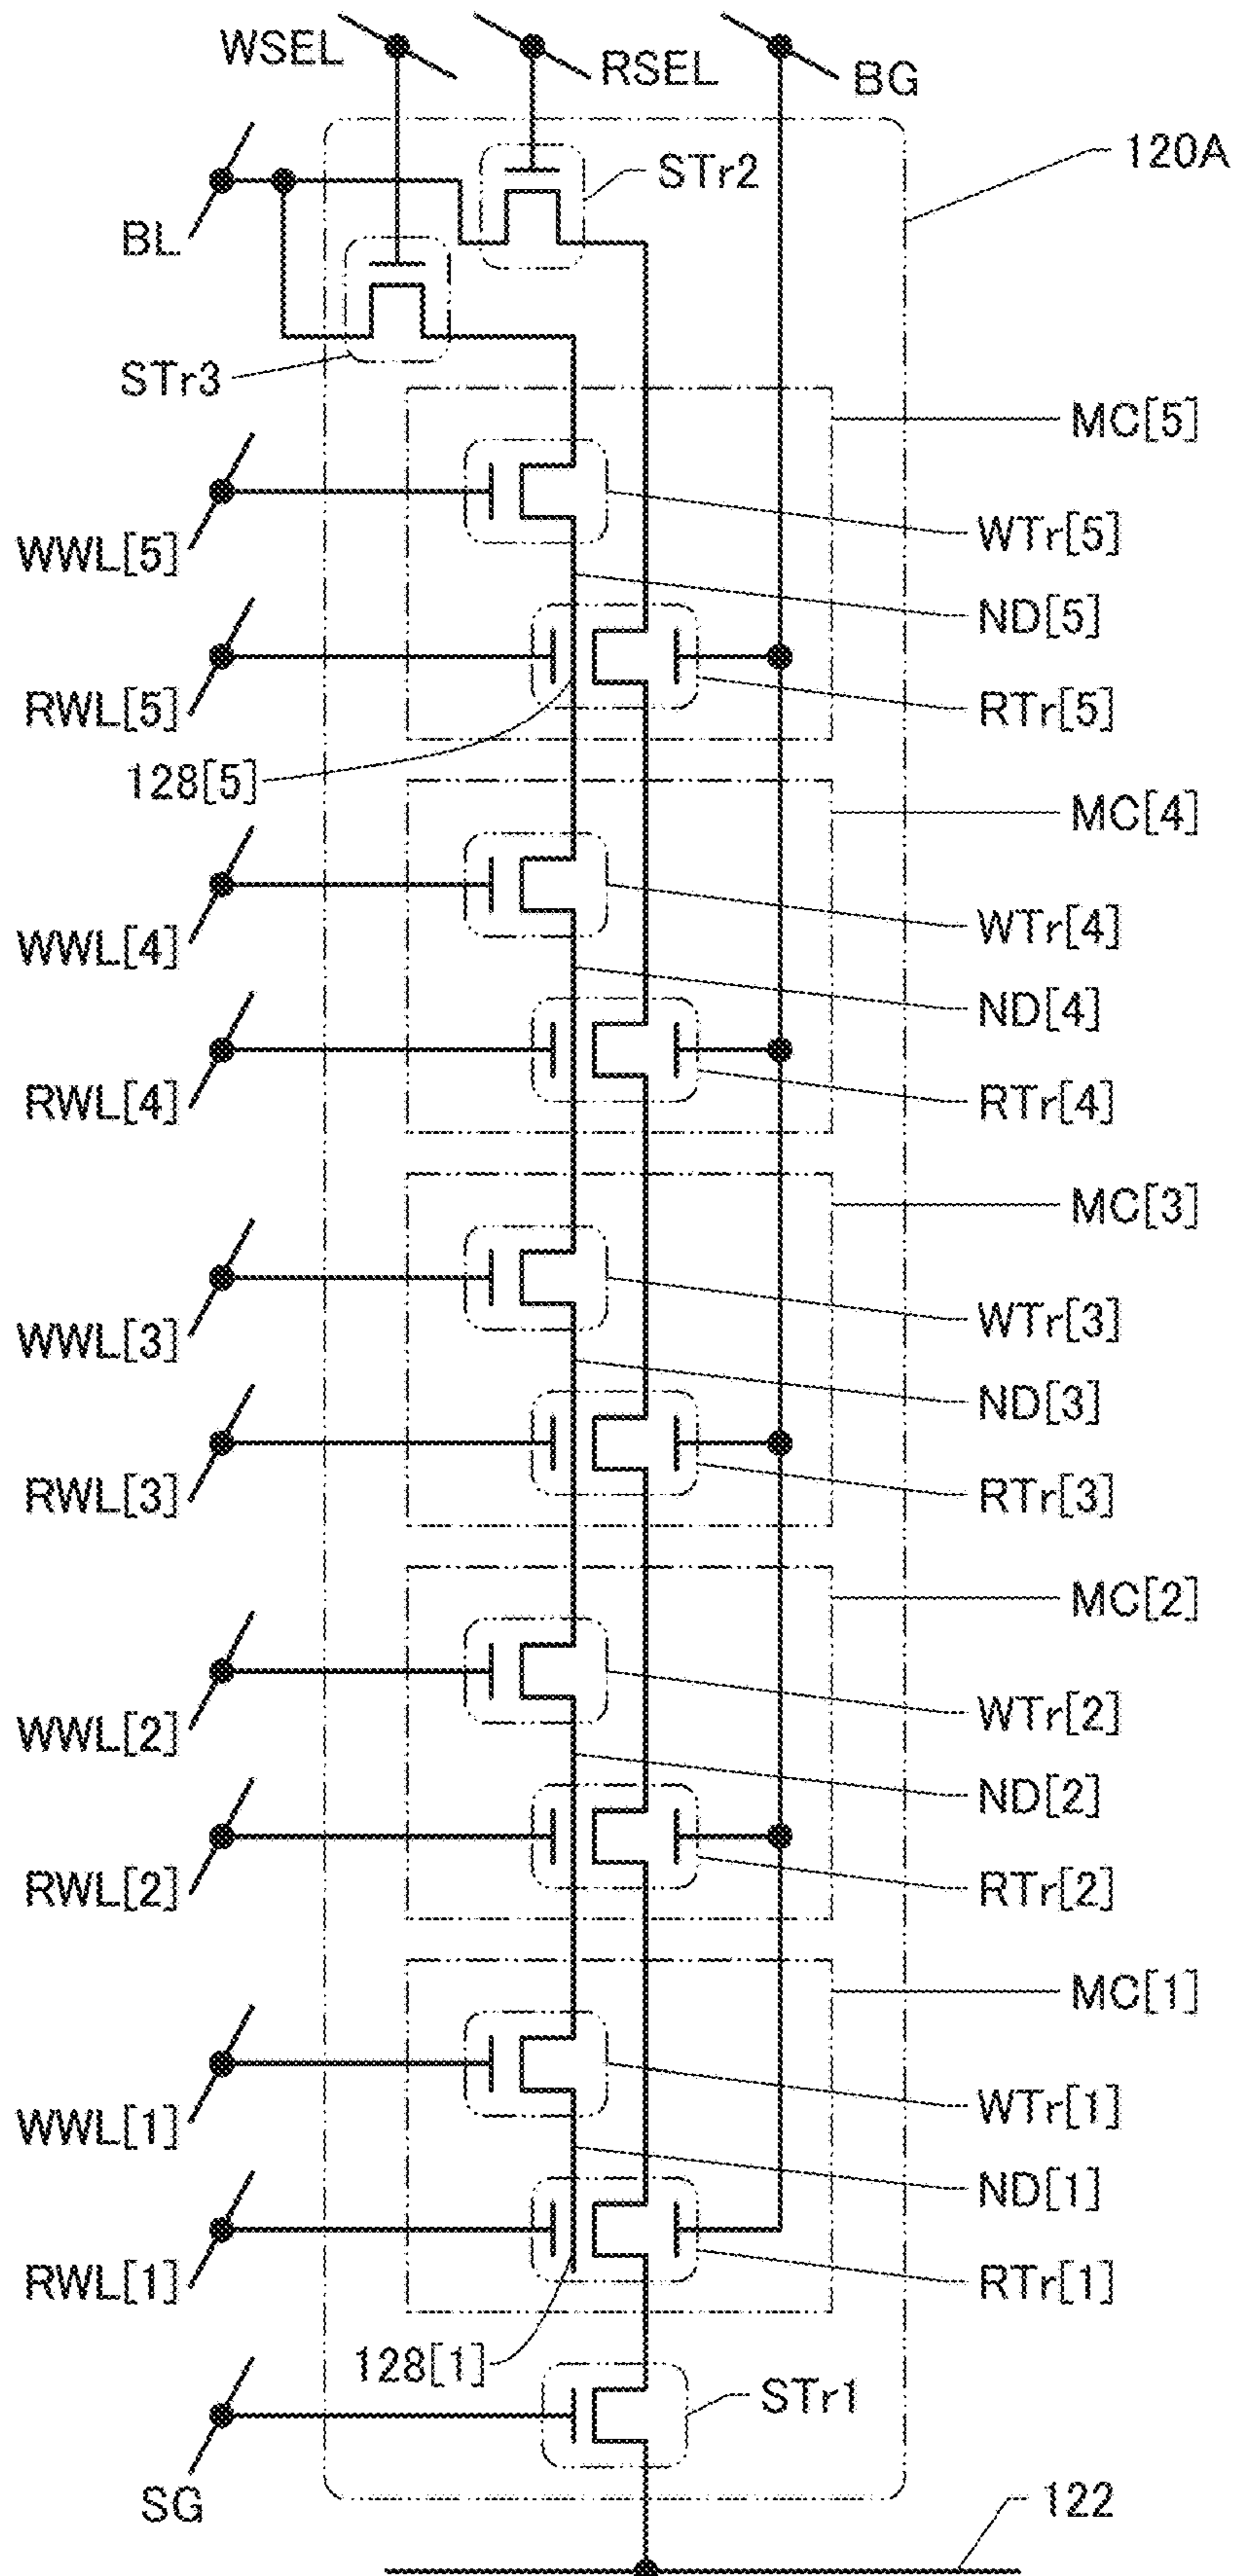 WSEL
RSEL
BG
120A
STr2
BL
STr3
MC[5]
WTr[5]
WWL[5]
ND[5]
RWL[5]
RTr[5]
128[5]
MC[4]
WTr[4]
WWL[4]
ND[4]
RWL[4]
RTr[4]
MC[3]
WTr[3]
WWL[3]
ND[3]
RWL[3]
RTr[3]
MC[2]
WTr[2]
WWL[2]
ND[2]
RWL[2]
RTr[2]
MC[1]
WTr[1]
WWL[1]
ND[1]
RWL[1]
RTr[1]
128[1]
STr1
SG
122